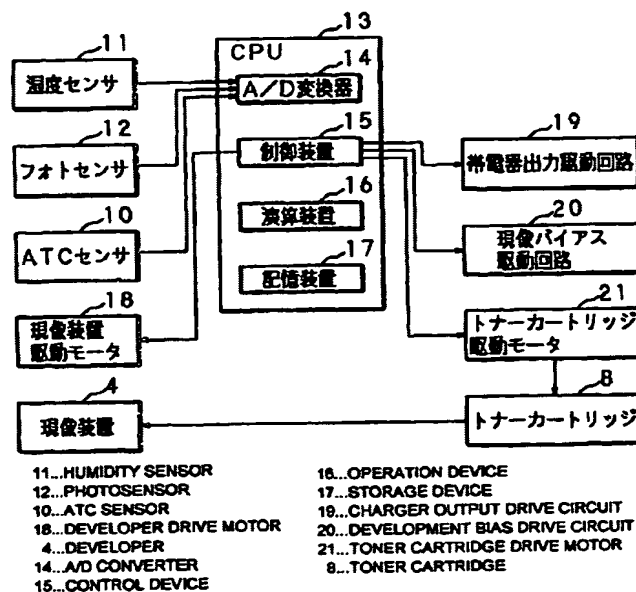 11
湿度センサ
12
フォトセンサ
10
ATCセンサ
18
現像装置
駆動モータ
4
現像装置
13
CPU
14
A/D変換器
15
制御装置
16
演算装置
17
記憶装置
19
帯電器出力駆動回路
20
現像バイアス
駆動回路
21
トナーカートリッジ
駆動モータ
8
トナーカートリッジ
11...HUMIDITY SENSOR
12...PHOTOSENSOR
10...ATC SENSOR
18...DEVELOPER DRIVE MOTOR
4...DEVELOPER
14...A/D CONVERTER
15...CONTROL DEVICE
16...OPERATION DEVICE
17...STORAGE DEVICE
19...CHARGER OUTPUT DRIVE CIRCUIT
20...DEVELOPMENT BIAS DRIVE CIRCUIT
21...TONER CARTRIDGE DRIVE MOTOR
8...TONER CARTRIDGE